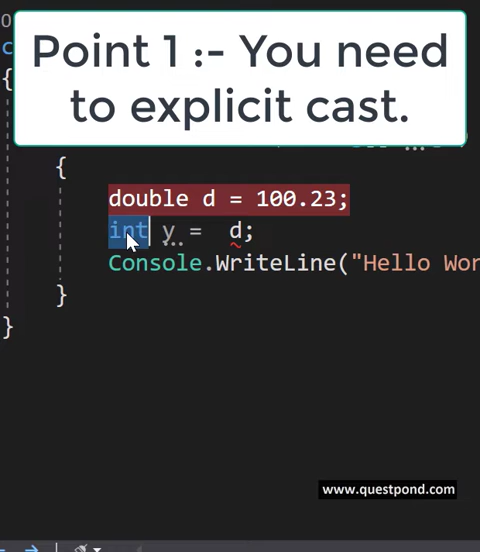 Point 1 :- You need
to explicit cast.
{
{
double d = 100.23;
int y = d;
Console.WriteLine("Hello Wor
}
}
www.questpond.com